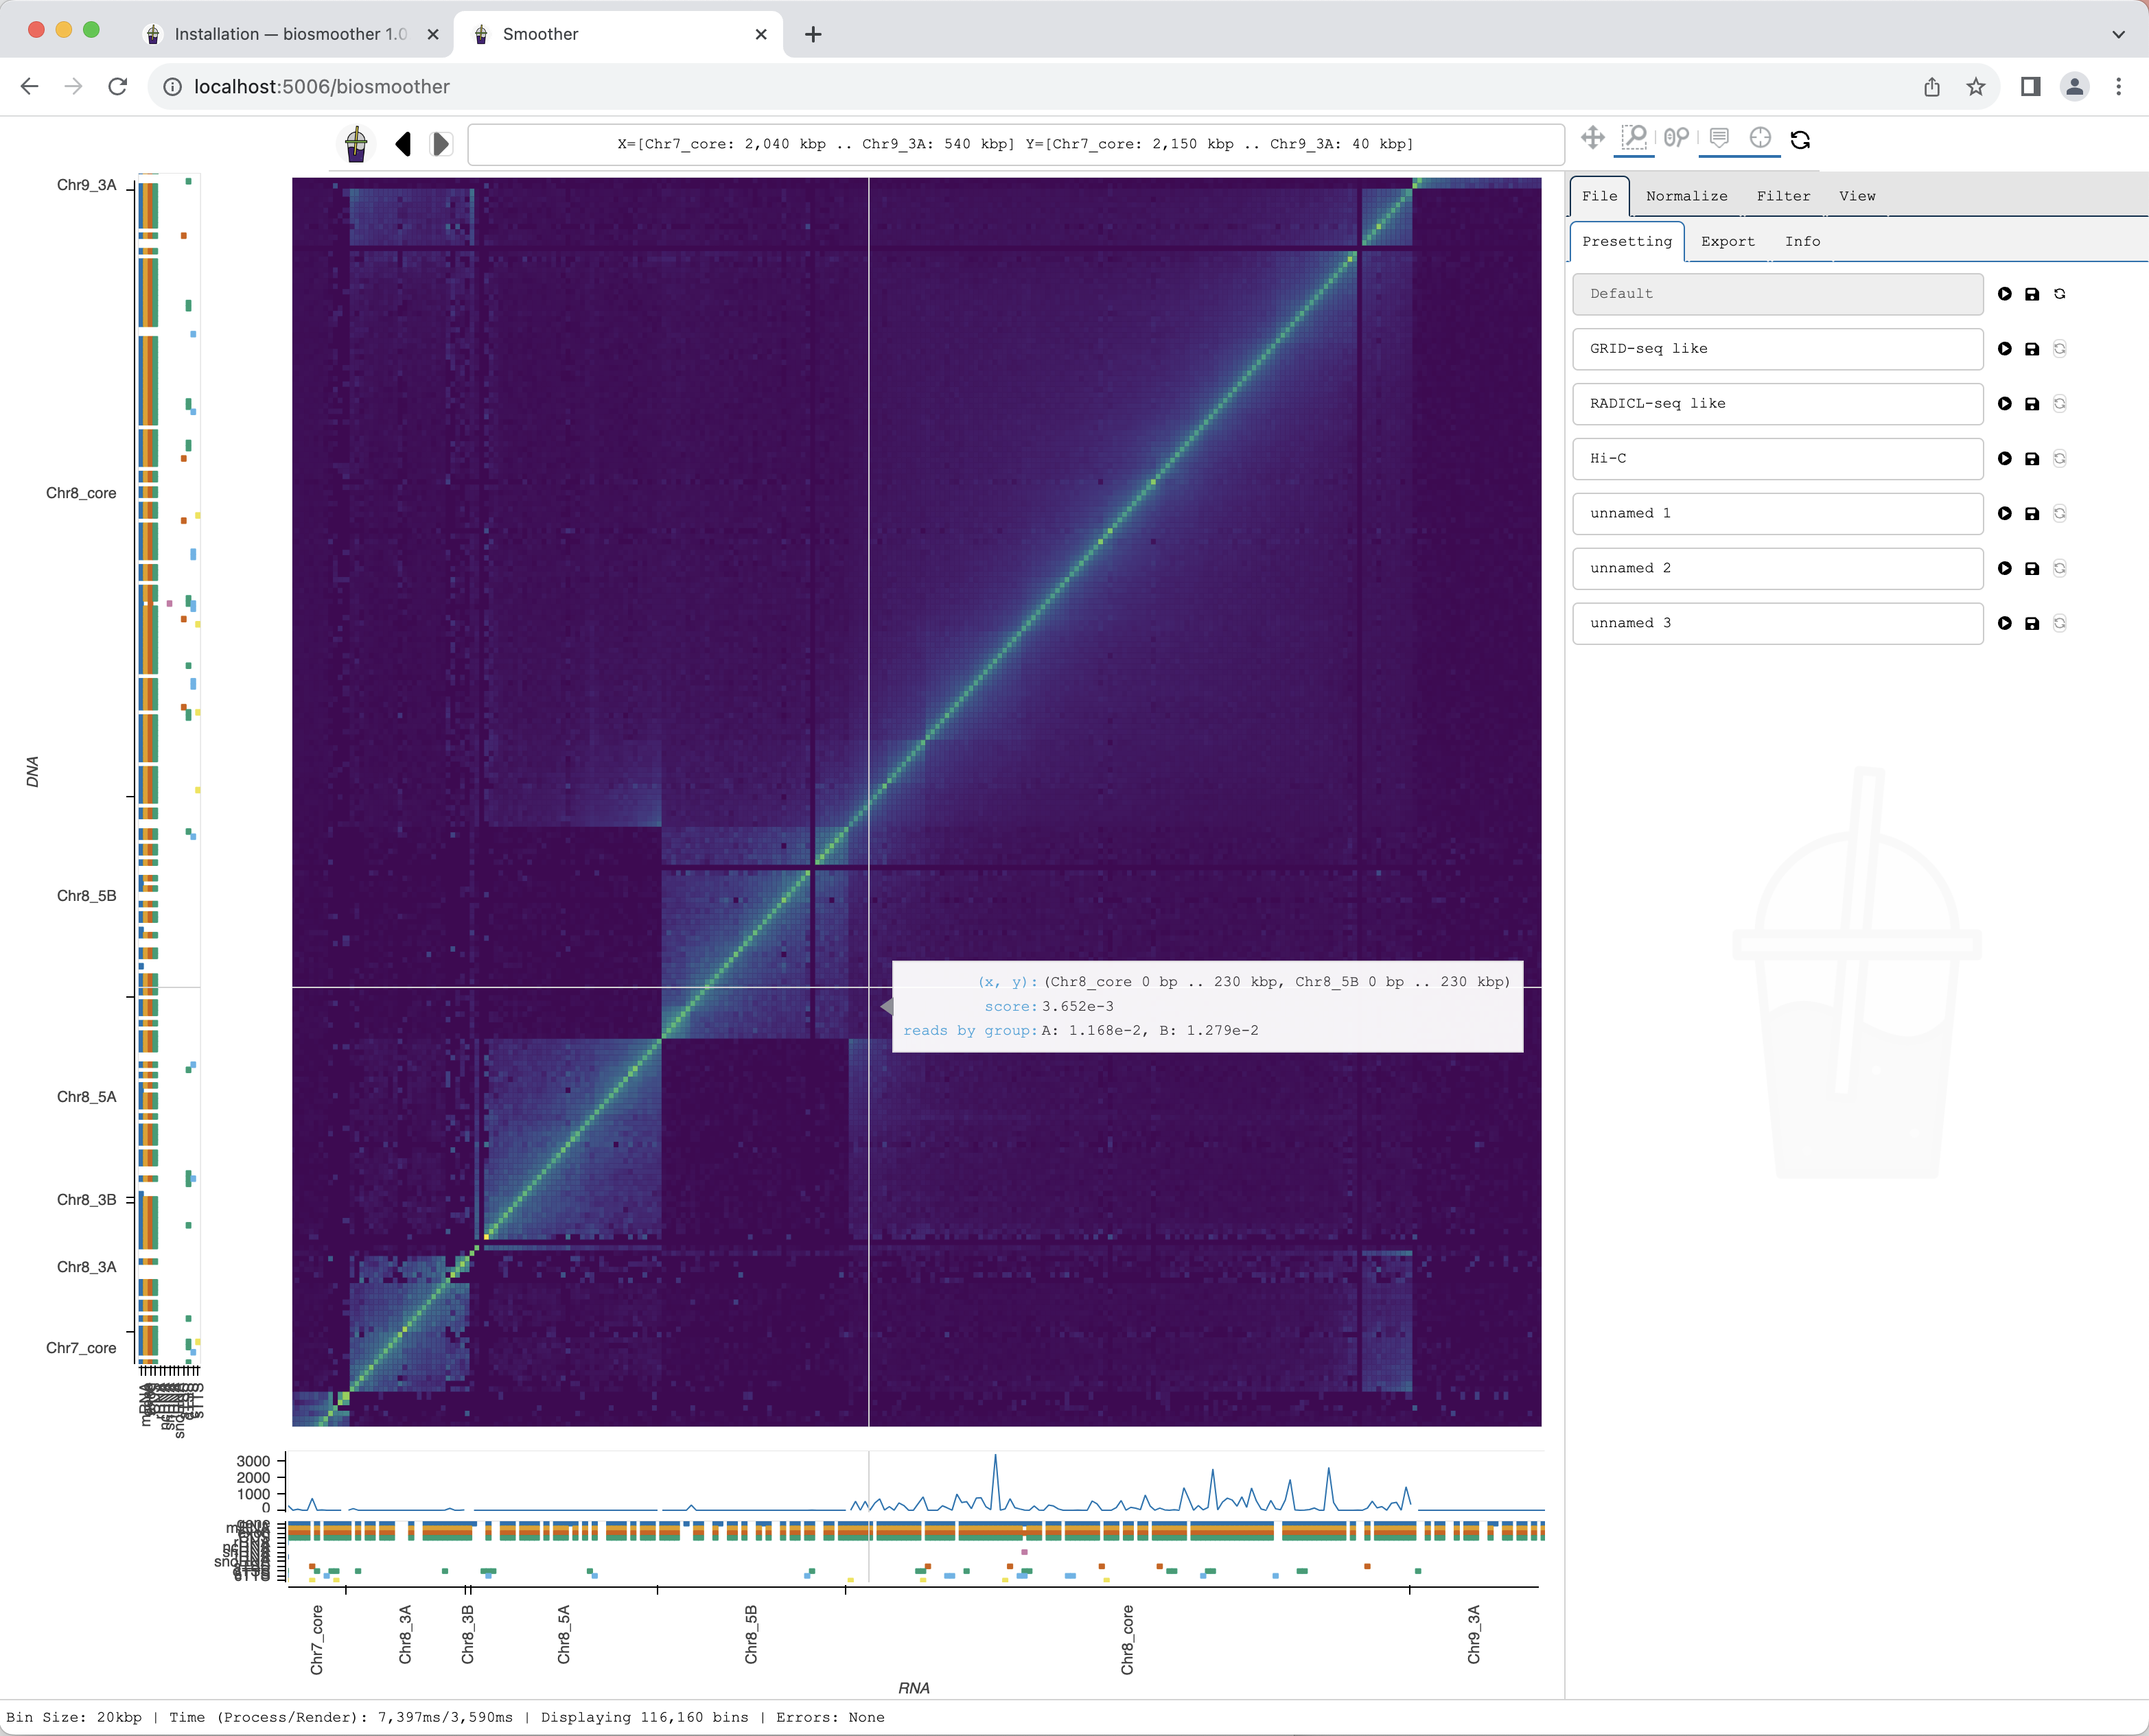 Installation — biosmoother 1.0
Smoother
localhost:5006/biosmoother
X=[Chr7_core: 2,040 kbp .. Chr9_3A: 540 kbp] Y=[Chr7_core: 2,150 kbp .. Chr9_3A: 40 kbp]
File Normalize Filter View
Presetting Export Info
Default
GRID-seq like
RADICL-seq like
Hi-C
unnamed 1
unnamed 2
unnamed 3
Chr9_3A
Chr8_core
DNA
Chr8_5B
Chr8_5A
Chr8_3B
Chr8_3A
Chr7_core
(x, y): (Chr8_core 0 bp .. 230 kbp, Chr8_5B 0 bp .. 230 kbp)
score: 3.652e-3
reads by group: A: 1.168e-2, B: 1.279e-2
3000
2000
1000
0
Chr7_core
Chr8_3A
Chr8_3B
Chr8_5A
Chr8_5B
Chr8_core
Chr9_3A
RNA
Bin Size: 20kbp | Time (Process/Render): 7,397ms/3,590ms | Displaying 116,160 bins | Errors: None